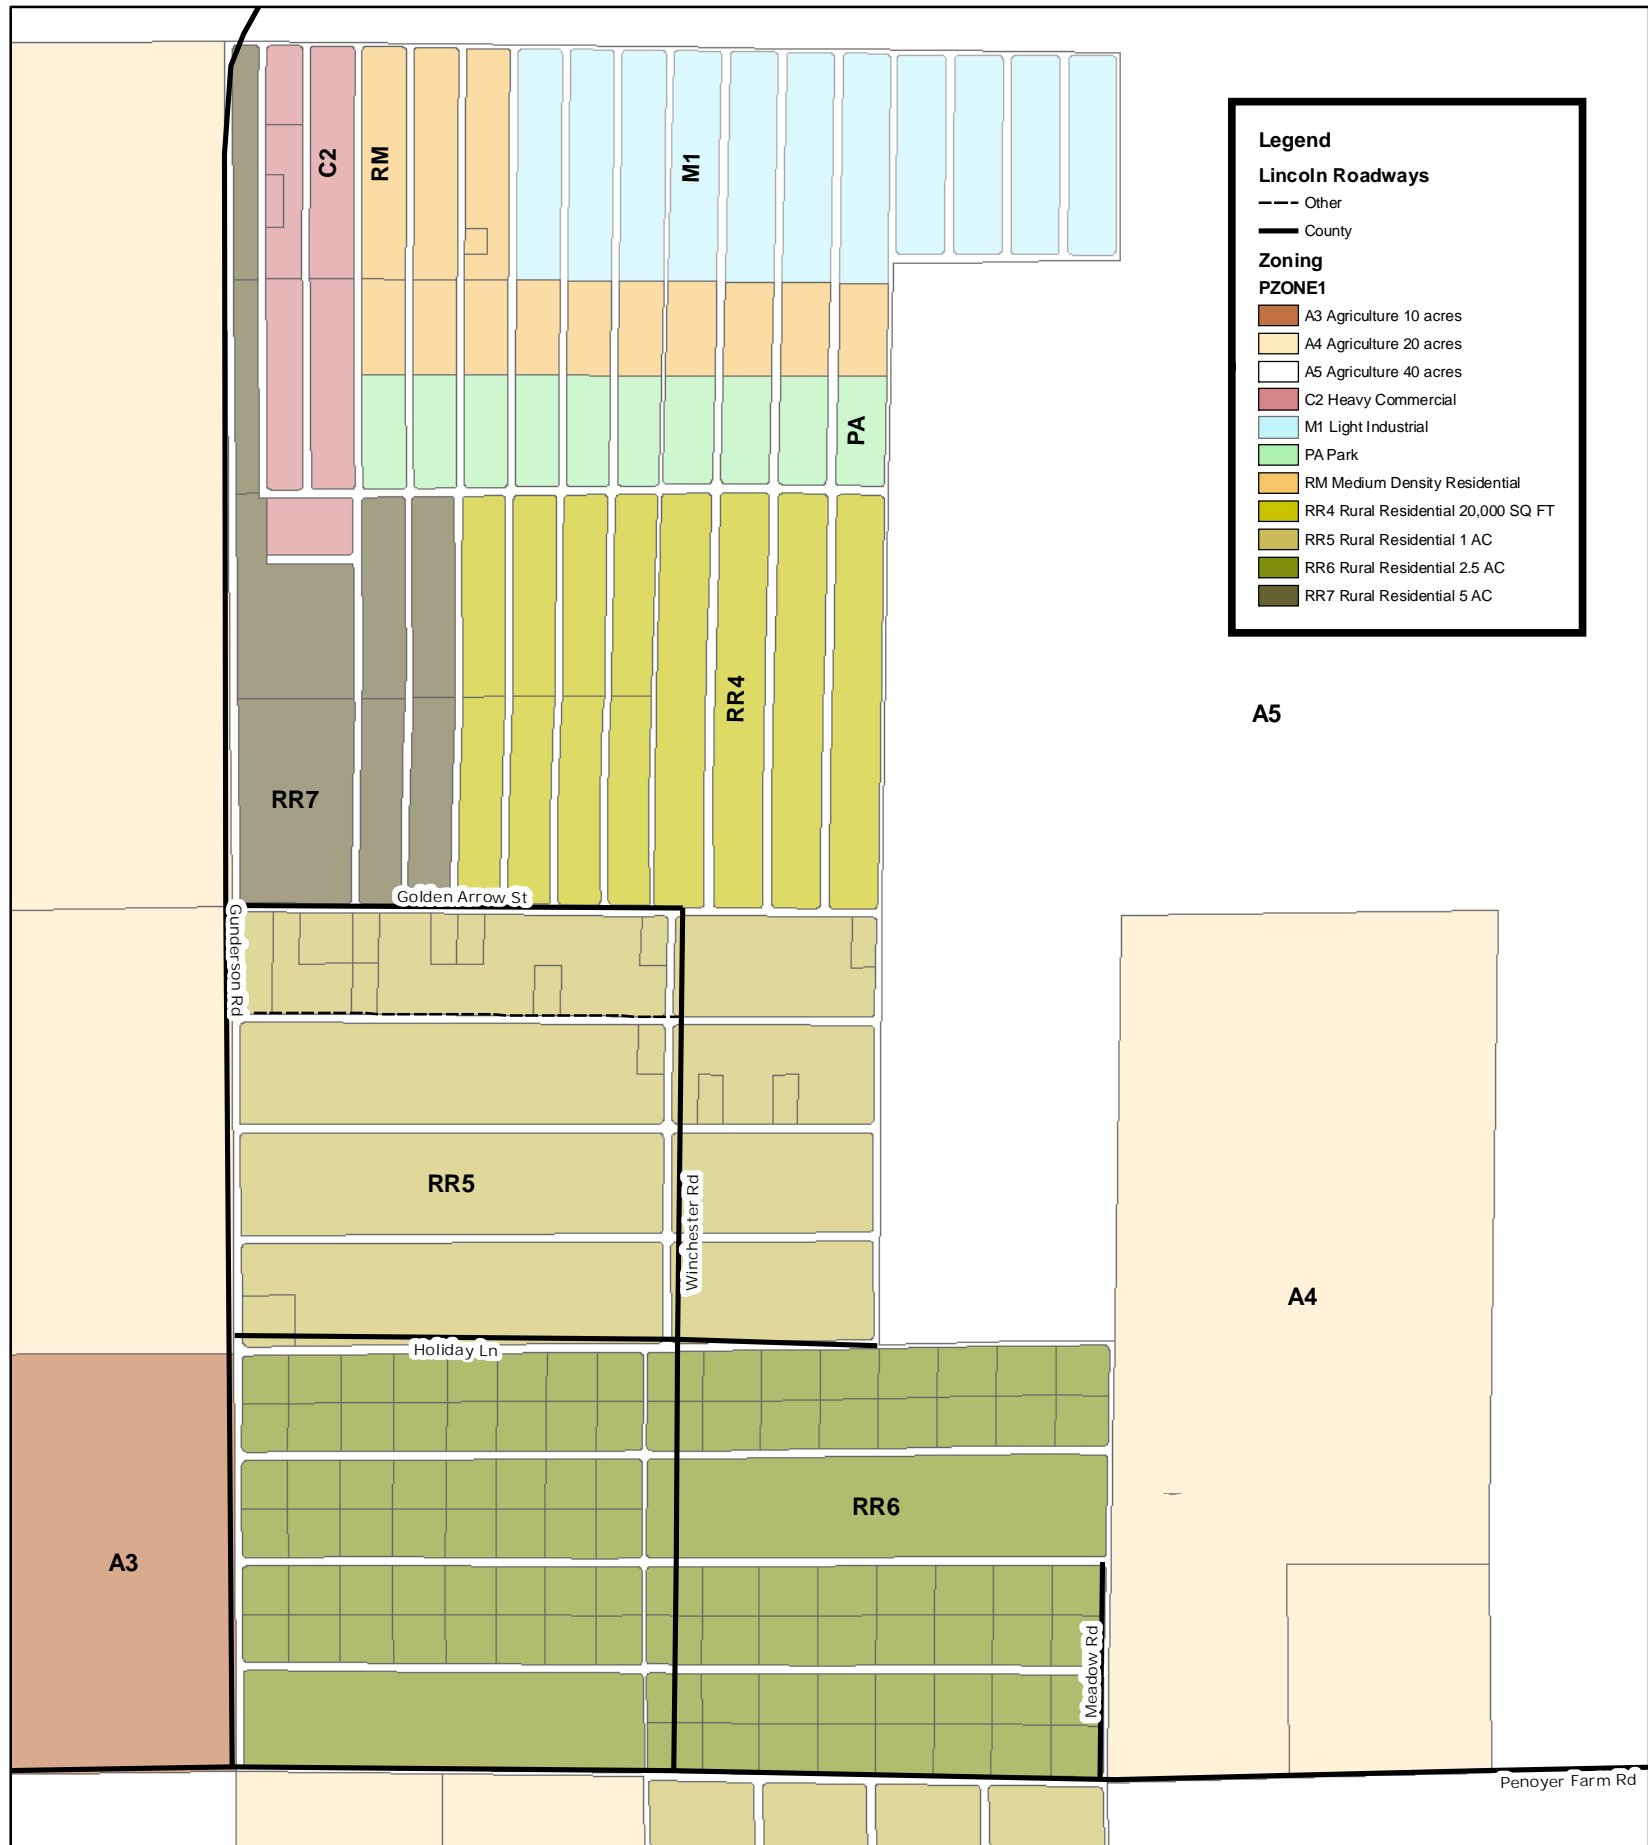 C2
RM
M1
Legend
Lincoln Roadways
Other
County
Zoning
PZONE1
A3 Agriculture 10 acres
A4 Agriculture 20 acres
A5 Agriculture 40 acres
C2 Heavy Commercial
M1 Light Industrial
PA Park
RM Medium Density Residential
RR4 Rural Residential 20,000 SQ FT
RR5 Rural Residential 1 AC
RR6 Rural Residential 2.5 AC
RR7 Rural Residential 5 AC
PA
RR4
A5
RR7
Golden Arrow St
Gunderson Rd
RR5
Winchester Rd
A4
Holiday Ln
RR6
A3
Meadow Rd
Penoyer Farm Rd